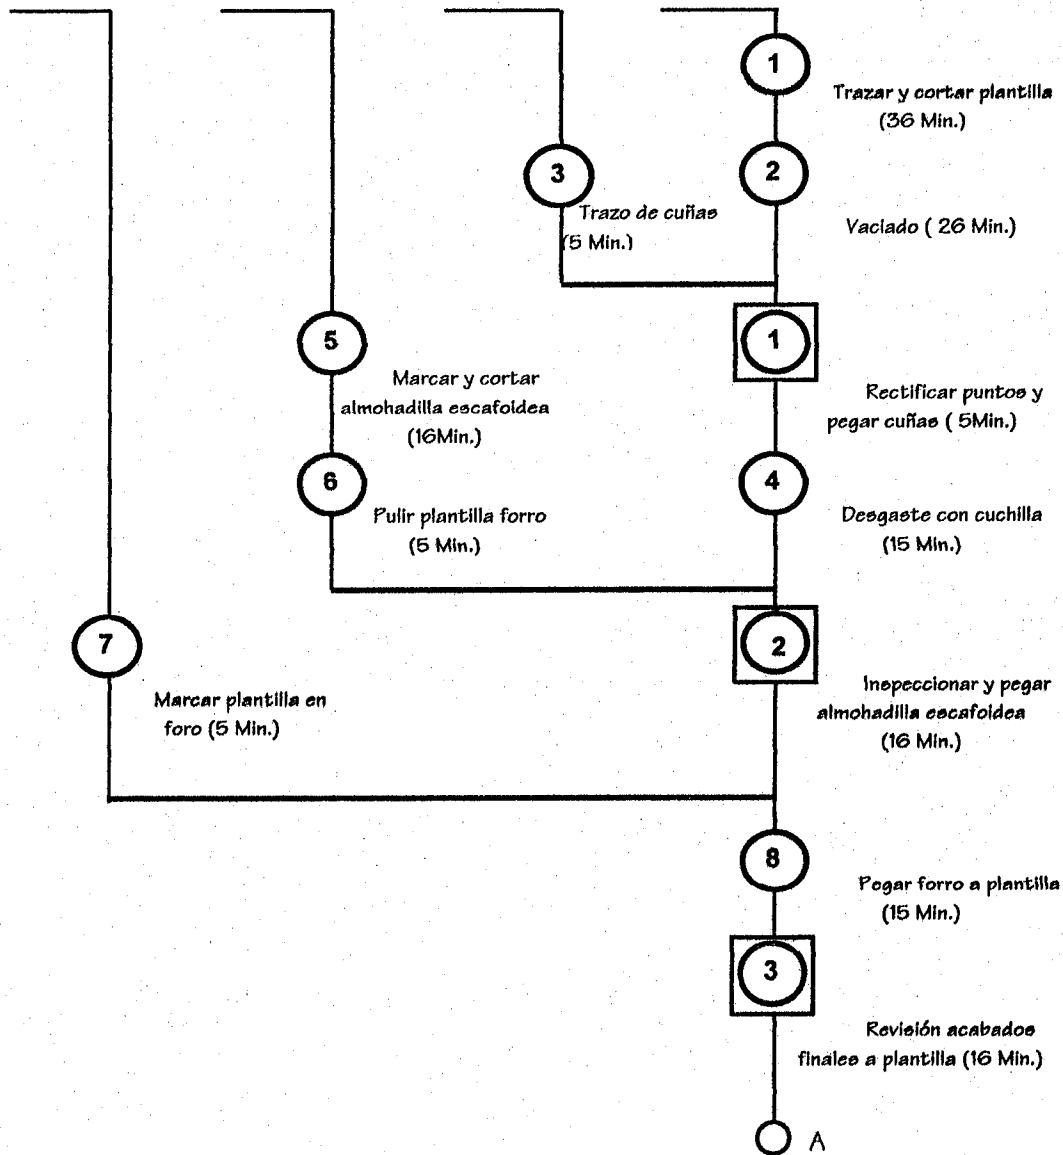 1
Trazar y cortar plantilla
(36 Min.)
3
2
Trazo de cuñas
(5 Min.)
Vaciado ( 26 Min.)
5
1
Marcar y cortar
almohadilla escafoidea
(16Min.)
Rectificar puntos y
pegar cuñas ( 5Min.)
6
4
Pulir plantilla forro
(5 Min.)
Desgaste con cuchilla
(15 Min.)
7
2
Marcar plantilla en
foro (5 Min.)
Inspeccionar y pegar
almohadilla escafoidea
(16 Min.)
8
Pegar forro a plantilla
(15 Min.)
3
Revisión acabados
finales a plantilla (16 Min.)
A